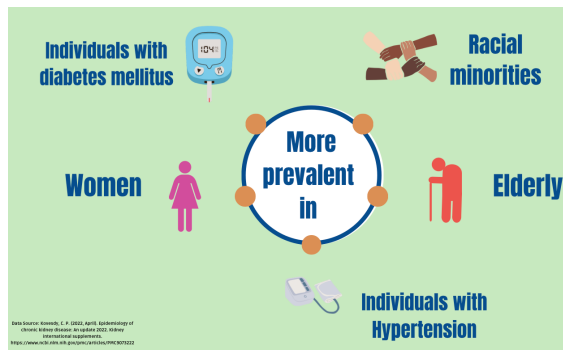 Individuals with
diabetes mellitus
104
Racial
minorities
More
prevalent
in
Women
Elderly
Individuals with
Hypertension
Data Source: Kovesdy, C. P. (2022, April). Epidemiology of
chronic kidney disease: An update 2022. Kidney
international supplements.
https://www.ncbi.nlm.nih.gov/pmc/articles/PMC9073222